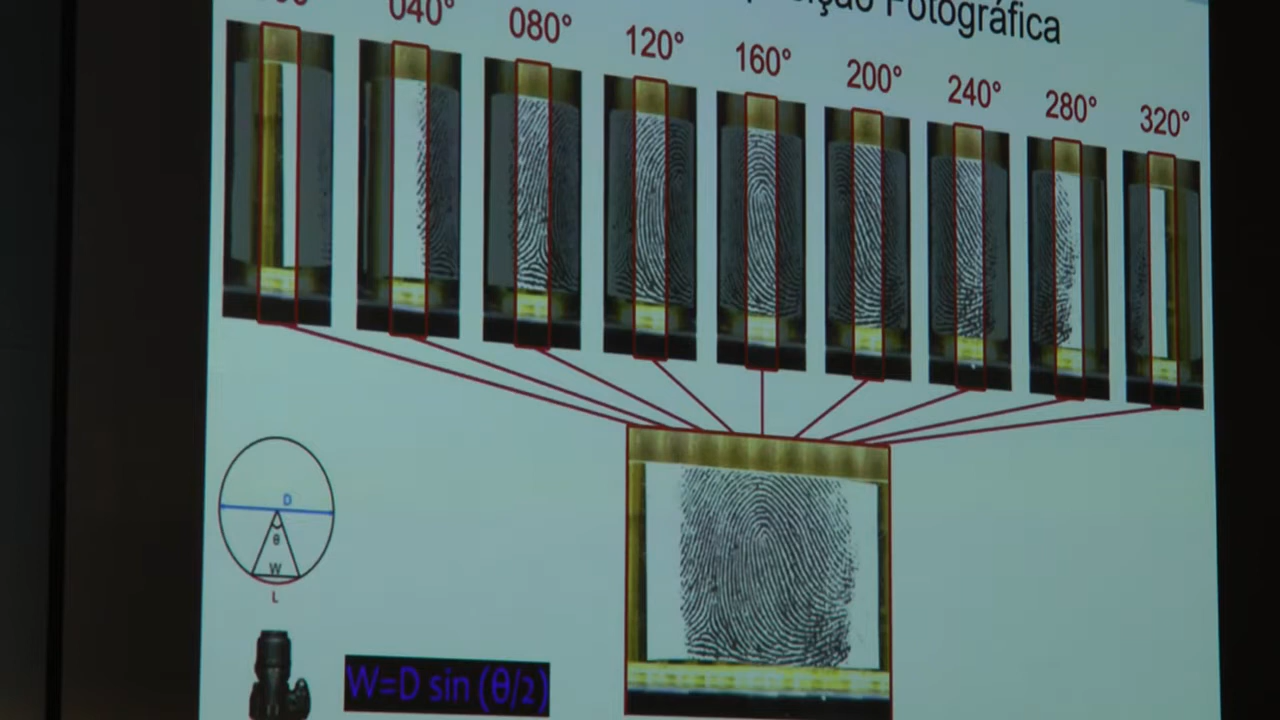 Fotográfica
040°
080°
120°
160°
200°
240°
280°
320°
D
θ
W
L
W=D sin (θ/2)